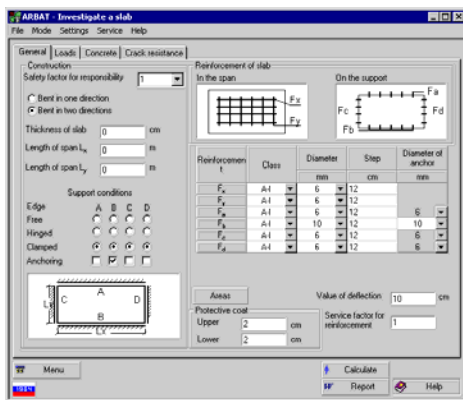 ARBAT - Investigate a slab
File Mode Settings Service Help
General Loads Concrete Crack resistance
Construction
Safety factor for responsibility 1
Bent in one direction
Bent in two directions
Thickness of slab 0 cm
Length of span Lx 0 m
Length of span Ly 0 m
Support conditions
Edge A B C D
Free
Hinged
Clamped
Anchoring
A
C D
B
Lx
Reinforcement of slab
In the span On the support
Fx
Fy
Fa
Fc Fd
Fb
Reinforcemen
t Class Diameter Step Diameter of
anchor
mm cm mm
Fx A-I 6 12
A-I 6 12
Fa A-I 6 12 6
Fb A-I 10 12 10
Fc A-I 6 12 6
Fd A-I 6 12 6
Areas
Value of deflection 10 cm
Protective coat
Upper 2 cm
Lower 2 cm
Service factor for
reinforcement 1
Menu
Calculate
Report
Help